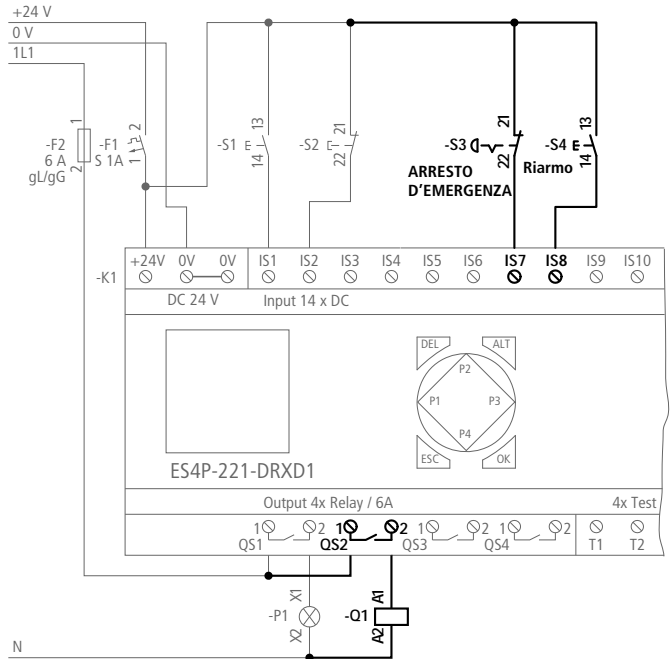 +24 V
0 V
1L1
-F2
6 A
gL/gG
1
2
-F1
S 1A
2
1
-S1 E
13
14
-S2 E
21
22
-S3
21
22
ARRESTO
D'EMERGENZA
-S4 E
13
14
Riarmo
-K1
+24V 0V 0V IS1 IS2 IS3 IS4 IS5 IS6 IS7 IS8 IS9 IS10
DC 24 V Input 14 x DC
DEL ALT
P2
P1 P3
P4
ESC OK
ES4P-221-DRXD1
Output 4x Relay / 6A 4x Test
1 2 1 2 1 2 1 2
QS1 QS2 QS3 QS4 T1 T2
-P1
X1
X2
-Q1
A1
A2
N